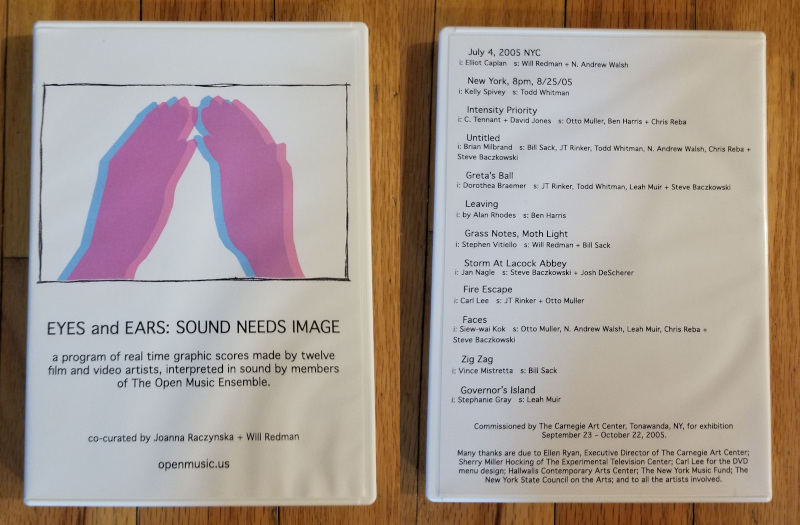 EYES and EARS: SOUND NEEDS IMAGE
a program of real time graphic scores made by twelve
film and video artists, interpreted in sound by members
of The Open Music Ensemble.
co-curated by Joanna Raczynska + Will Redman
openmusic.us
July 4, 2005 NYC
i: Elliot Caplan   s: Will Redman + N. Andrew Walsh
New York, 8pm, 8/25/05
i: Kelly Spivey   s: Todd Whitman
Intensity Priority
i: C. Tennant + David Jones   s: Otto Muller, Ben Harris + Chris Reba
Untitled
i: Brian Milbrand   s: Bill Sack, JT Rinker, Todd Whitman, N. Andrew Walsh, Chris Reba +
Steve Baczkowski
Greta's Ball
i: Dorothea Braemer   s: JT Rinker, Todd Whitman, Leah Muir + Steve Baczkowski
Leaving
i: by Alan Rhodes   s: Ben Harris
Grass Notes, Moth Light
i: Stephen Vitiello   s: Will Redman + Bill Sack
Storm At Lacock Abbey
i: Jan Nagle   s: Steve Baczkowski + Josh DeScherer
Fire Escape
i: Carl Lee   s: JT Rinker + Otto Muller
Faces
i: Siew-wai Kok   s: Otto Muller, N. Andrew Walsh, Leah Muir, Chris Reba +
Steve Baczkowski
Zig Zag
i: Vince Mistretta   s: Bill Sack
Governor's Island
i: Stephanie Gray   s: Leah Muir
Commissioned by The Carnegie Art Center, Tonawanda, NY, for exhibition
September 23 - October 22, 2005.
Many thanks are due to Ellen Ryan, Executive Director of The Carnegie Art Center;
Sherry Miller Hocking of The Experimental Television Center; Carl Lee for the DVD
menu design; Hallwalls Contemporary Arts Center; The New York Music Fund; The
New York State Council on the Arts; and to all the artists involved.